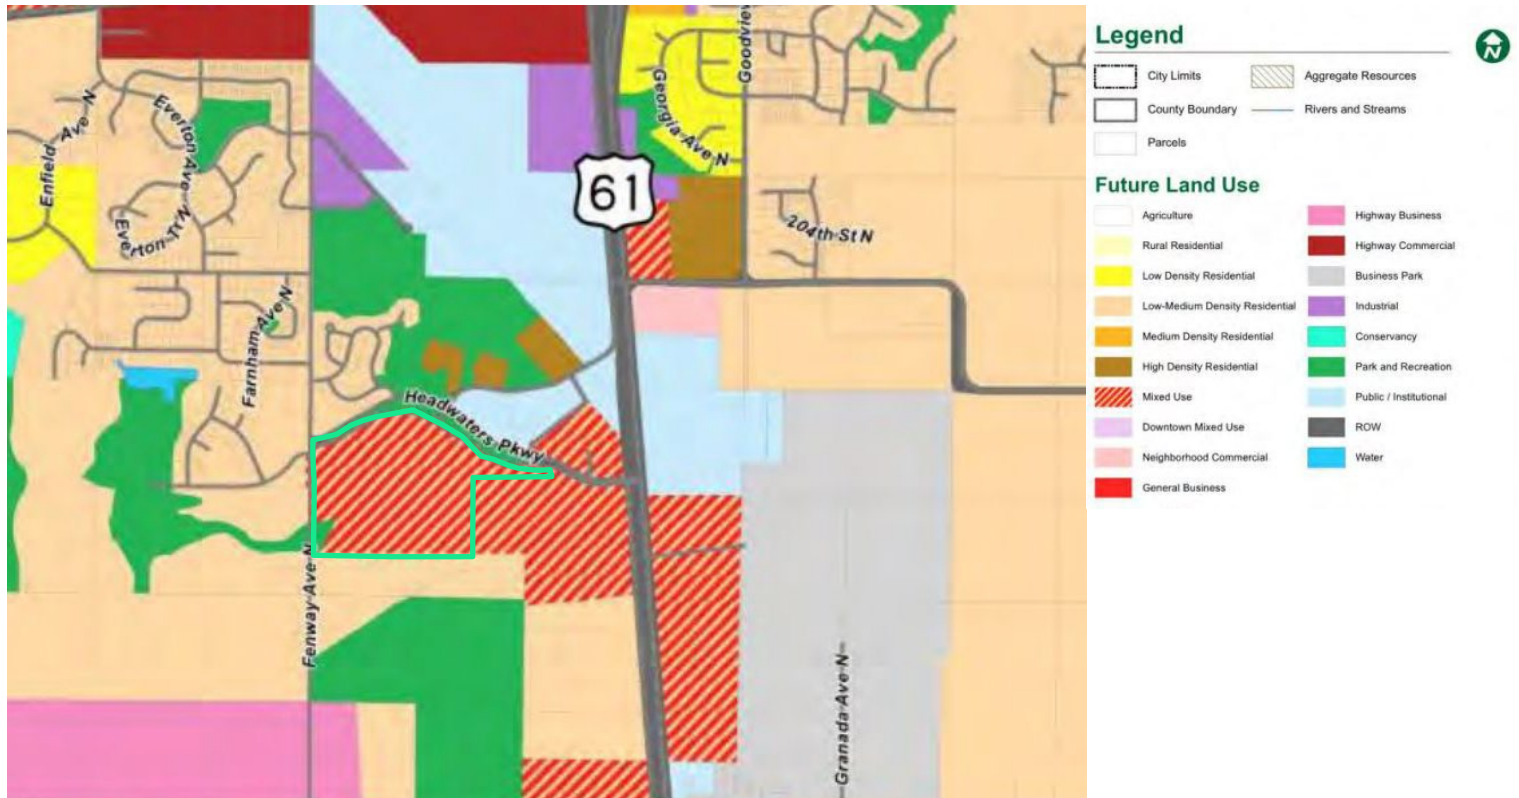 Goodview
Georgia Ave N
Everton Ave N
Enfield Ave N
Everton Trl N
61
204th St N
Farnham Ave N
Headwaters Pkwy
Fenway Ave N
Granada Ave N
Legend
N
City Limits
Aggregate Resources
County Boundary
Rivers and Streams
Parcels
Future Land Use
Agriculture
Highway Business
Rural Residential
Highway Commercial
Low Density Residential
Business Park
Low-Medium Density Residential
Industrial
Medium Density Residential
Conservancy
High Density Residential
Park and Recreation
Mixed Use
Public / Institutional
Downtown Mixed Use
ROW
Neighborhood Commercial
Water
General Business